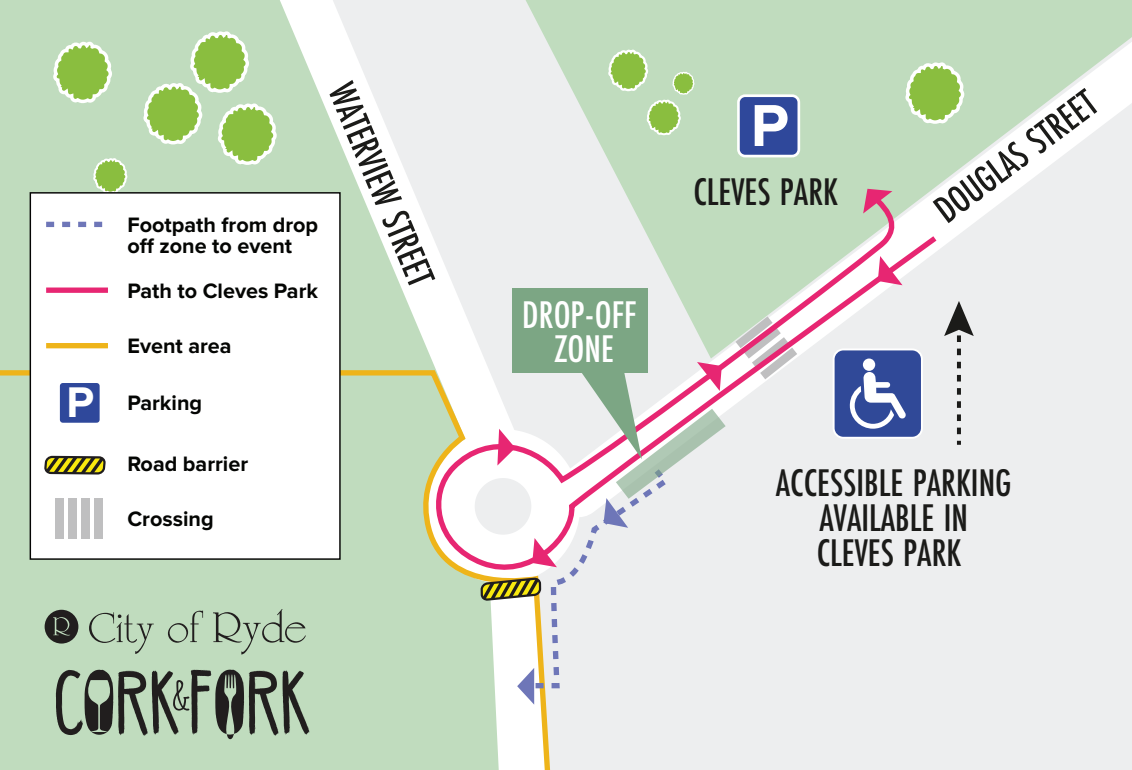 WATERVIEW STREET
P
CLEVES PARK
DOUGLAS STREET
Footpath from drop
off zone to event
Path to Cleves Park
Event area
P
Parking
Road barrier
Crossing
DROP-OFF
ZONE
ACCESSIBLE PARKING
AVAILABLE IN
CLEVES PARK
R City of Ryde
CORK&FORK